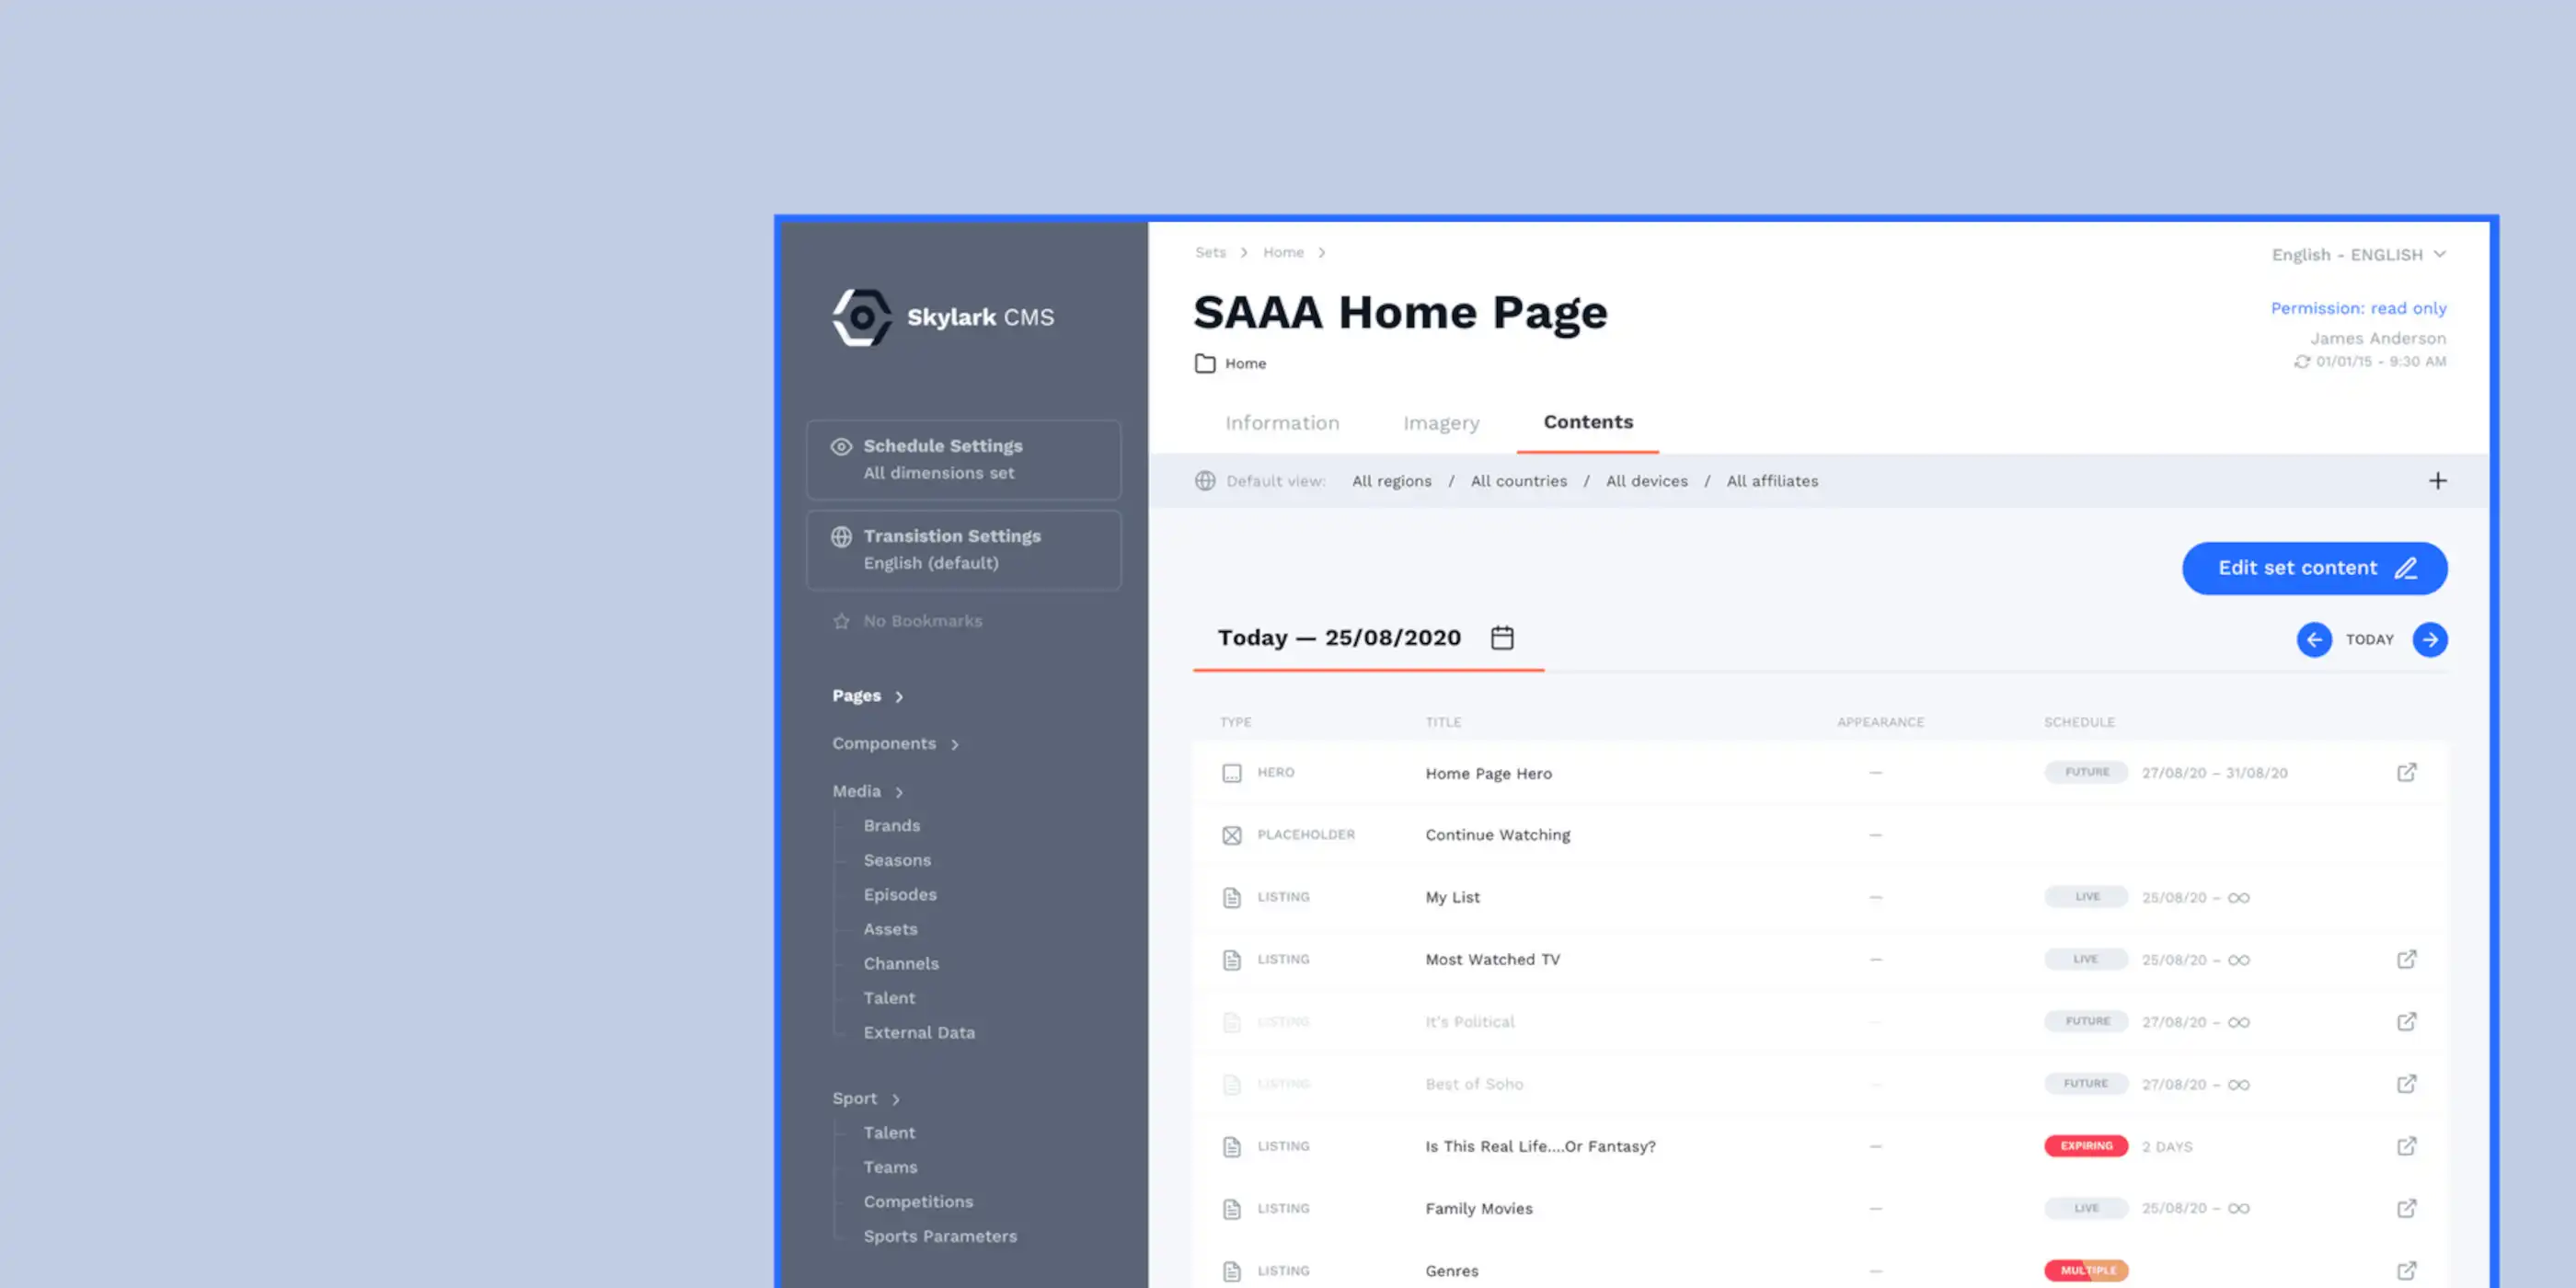 Skylark CMS
Schedule Settings
All dimensions set
Transistion Settings
English (default)
No Bookmarks
Pages
Components
Media
Brands
Seasons
Episodes
Assets
Channels
Talent
External Data
Sport
Talent
Teams
Competitions
Sports Parameters
Sets > Home >
English - ENGLISH
SAAA Home Page
Permission: read only
James Anderson
Home
01/01/15 - 9:30 AM
Information Imagery Contents
Default view: All regions / All countries / All devices / All affiliates +
Edit set content
Today — 25/08/2020
TODAY
TYPE TITLE APPEARANCE SCHEDULE
HERO Home Page Hero — FUTURE 27/08/20 – 31/08/20
PLACEHOLDER Continue Watching —
LISTING My List — LIVE 25/08/20 – ∞
LISTING Most Watched TV — LIVE 25/08/20 – ∞
LISTING It's Political — FUTURE 27/08/20 – ∞
LISTING Best of Soho — FUTURE 27/08/20 – ∞
LISTING Is This Real Life....Or Fantasy? — EXPIRING 2 DAYS
LISTING Family Movies — LIVE 25/08/20 – ∞
LISTING Genres — MULTIPLE